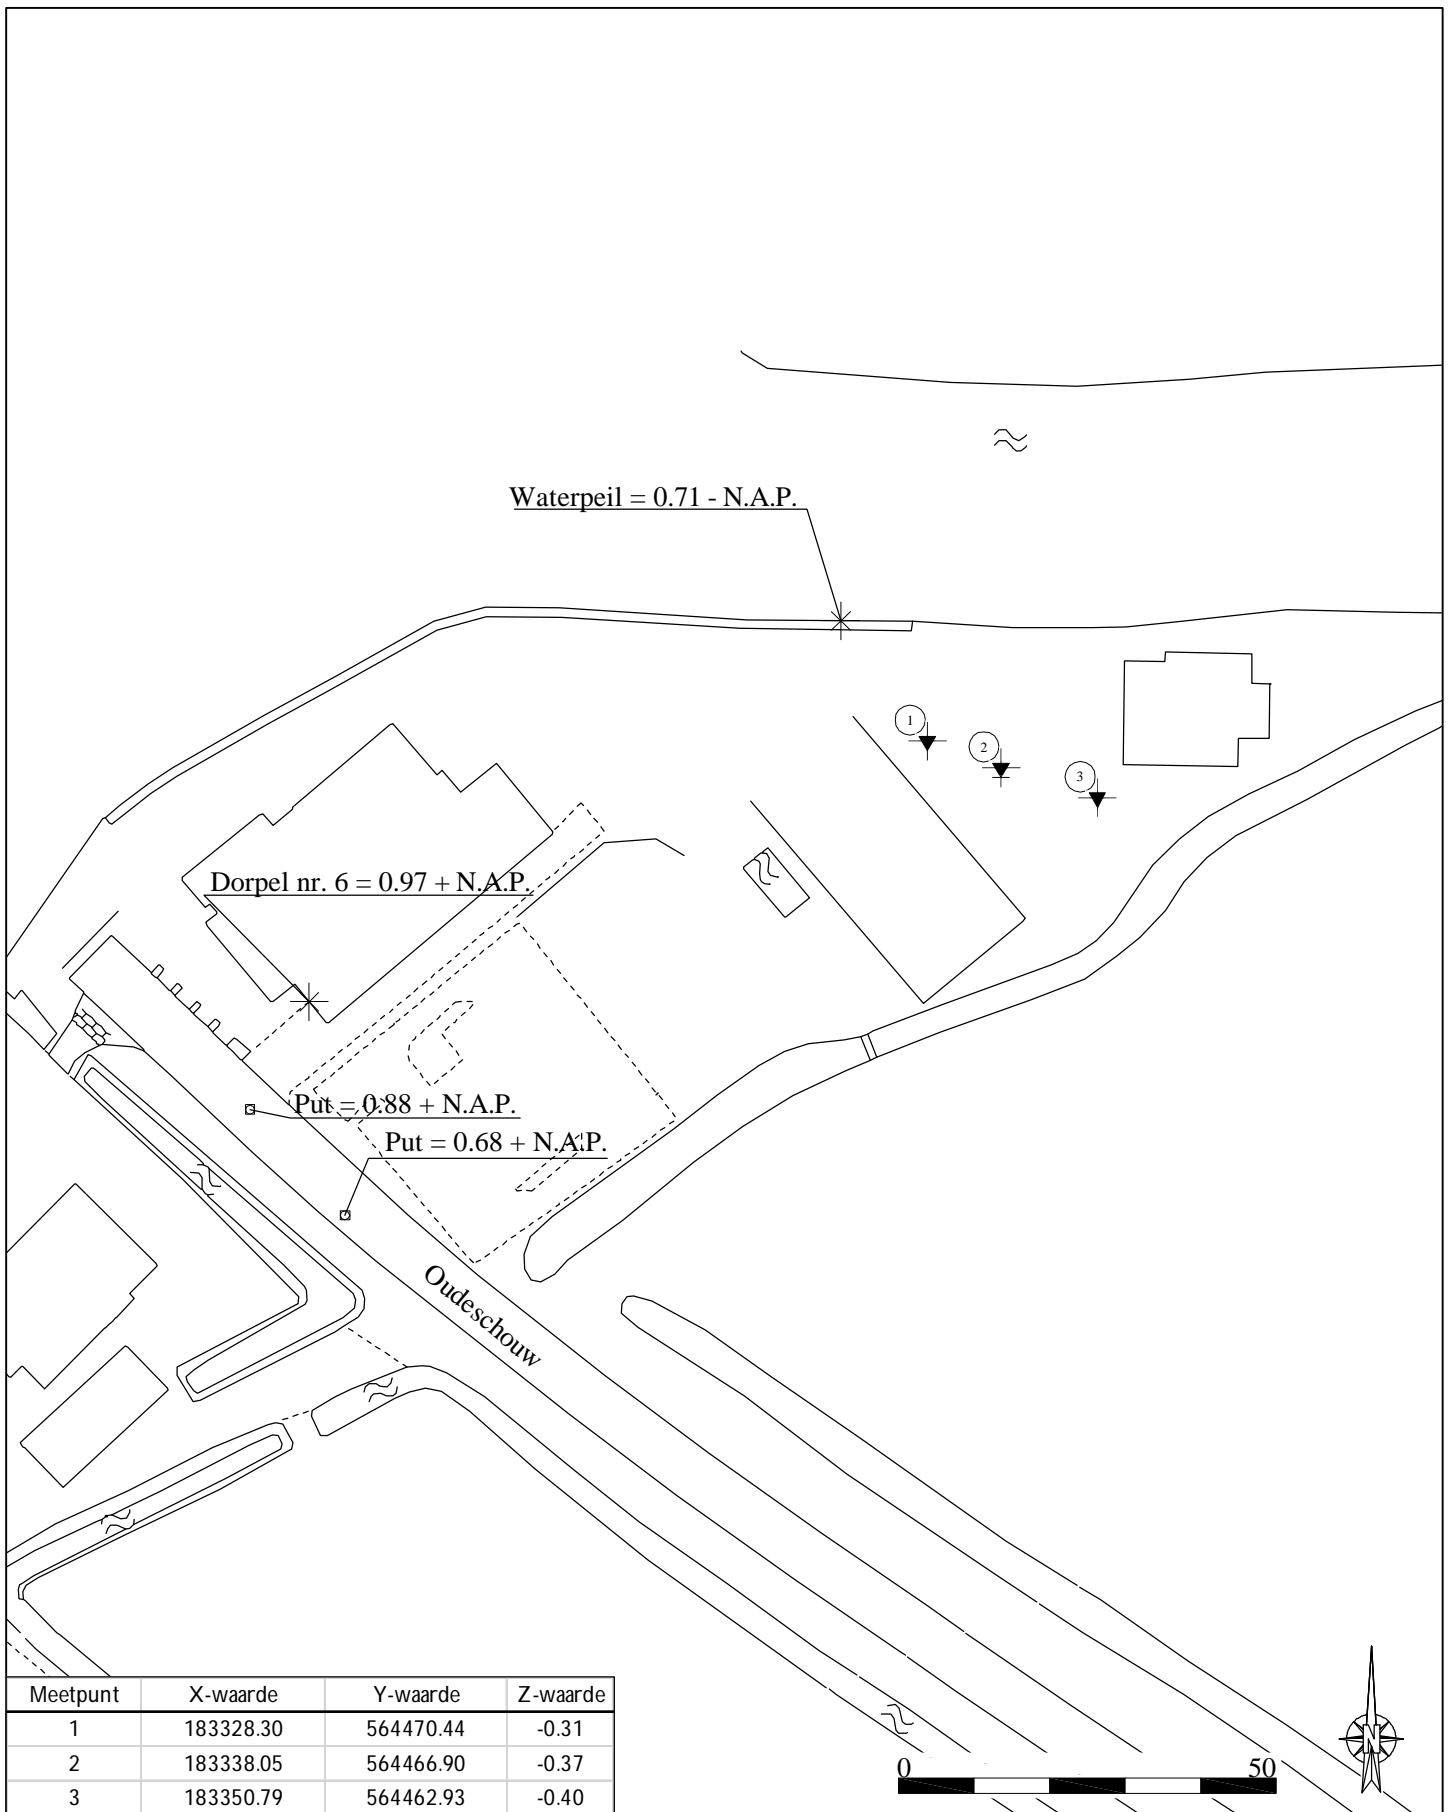 Waterpeil = 0.71 - N.A.P.
1
2
3
Dorpel nr. 6 = 0.97 + N.A.P.
Put = 0.88 + N.A.P.
Put = 0.68 + N.A.P.
Oudeschouw
Meetpunt X-waarde Y-waarde Z-waarde
1 183328.30 564470.44 -0.31
2 183338.05 564466.90 -0.37
3 183350.79 564462.93 -0.40
0 50
N